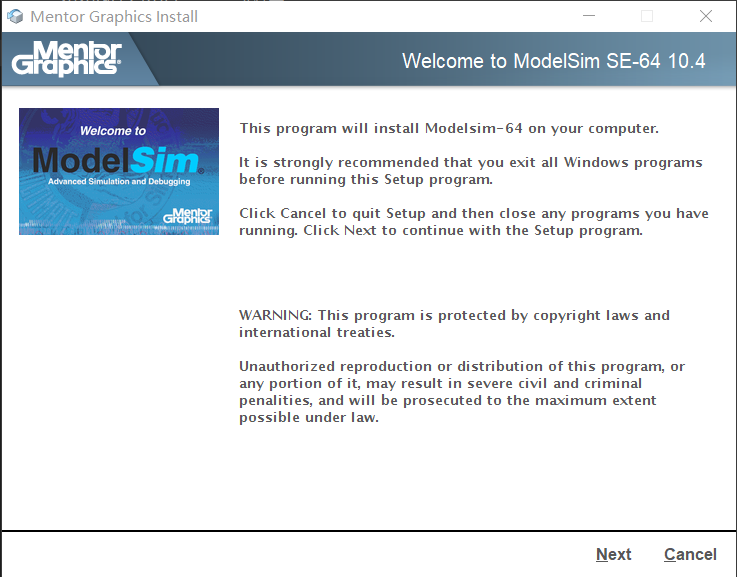 Mentor Graphics Install
Mentor
Graphics®
Welcome to ModelSim SE-64 10.4
Welcome to
ModelSim®
Advanced Simulation and Debugging
Mentor
Graphics
This program will install Modelsim-64 on your computer.
It is strongly recommended that you exit all Windows programs
before running this Setup program.
Click Cancel to quit Setup and then close any programs you have
running. Click Next to continue with the Setup program.
WARNING: This program is protected by copyright laws and
international treaties.
Unauthorized reproduction or distribution of this program, or
any portion of it, may result in severe civil and criminal
penalities, and will be prosecuted to the maximum extent
possible under law.
Next
Cancel